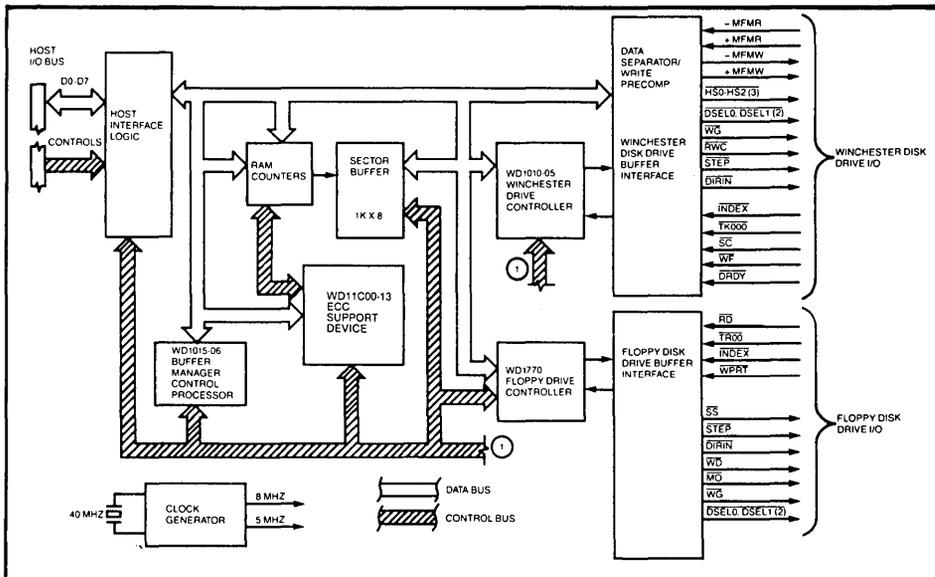 HOST
I/O BUS
D0-D7
CONTROLS
HOST
INTERFACE
LOGIC
RAM
COUNTERS
SECTOR
BUFFER
1K X 8
WD11C00-13
ECC
SUPPORT
DEVICE
WD1015-06
BUFFER
MANAGER
CONTROL
PROCESSOR
WD1010-05
WINCHESTER
DRIVE
CONTROLLER
1
WD1770
FLOPPY DRIVE
CONTROLLER
1
DATA
SEPARATOR/
WRITE
PRECOMP
WINCHESTER
DISK DRIVE
BUFFER
INTERFACE
- MFMR
+ MFMR
- MFMW
+ MFMW
HS0-HS2 (3)
DSEL0, DSEL1 (2)
WG
RWC
STEP
DIRIN
INDEX
TK000
SC
WF
DRDY
WINCHESTER DISK
DRIVE I/O
FLOPPY DISK
DRIVE BUFFER
INTERFACE
RD
TR00
INDEX
WPRT
SS
STEP
DIRIN
WD
MO
WG
DSEL0, DSEL1 (2)
FLOPPY DISK
DRIVE I/O
40 MHZ
CLOCK
GENERATOR
8 MHZ
5 MHZ
DATA BUS
CONTROL BUS